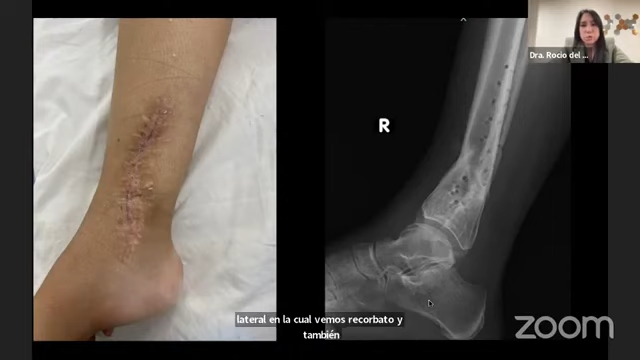 Dra. Rocio del ...
R
lateral en la cual vemos recorbato y
también
zoom